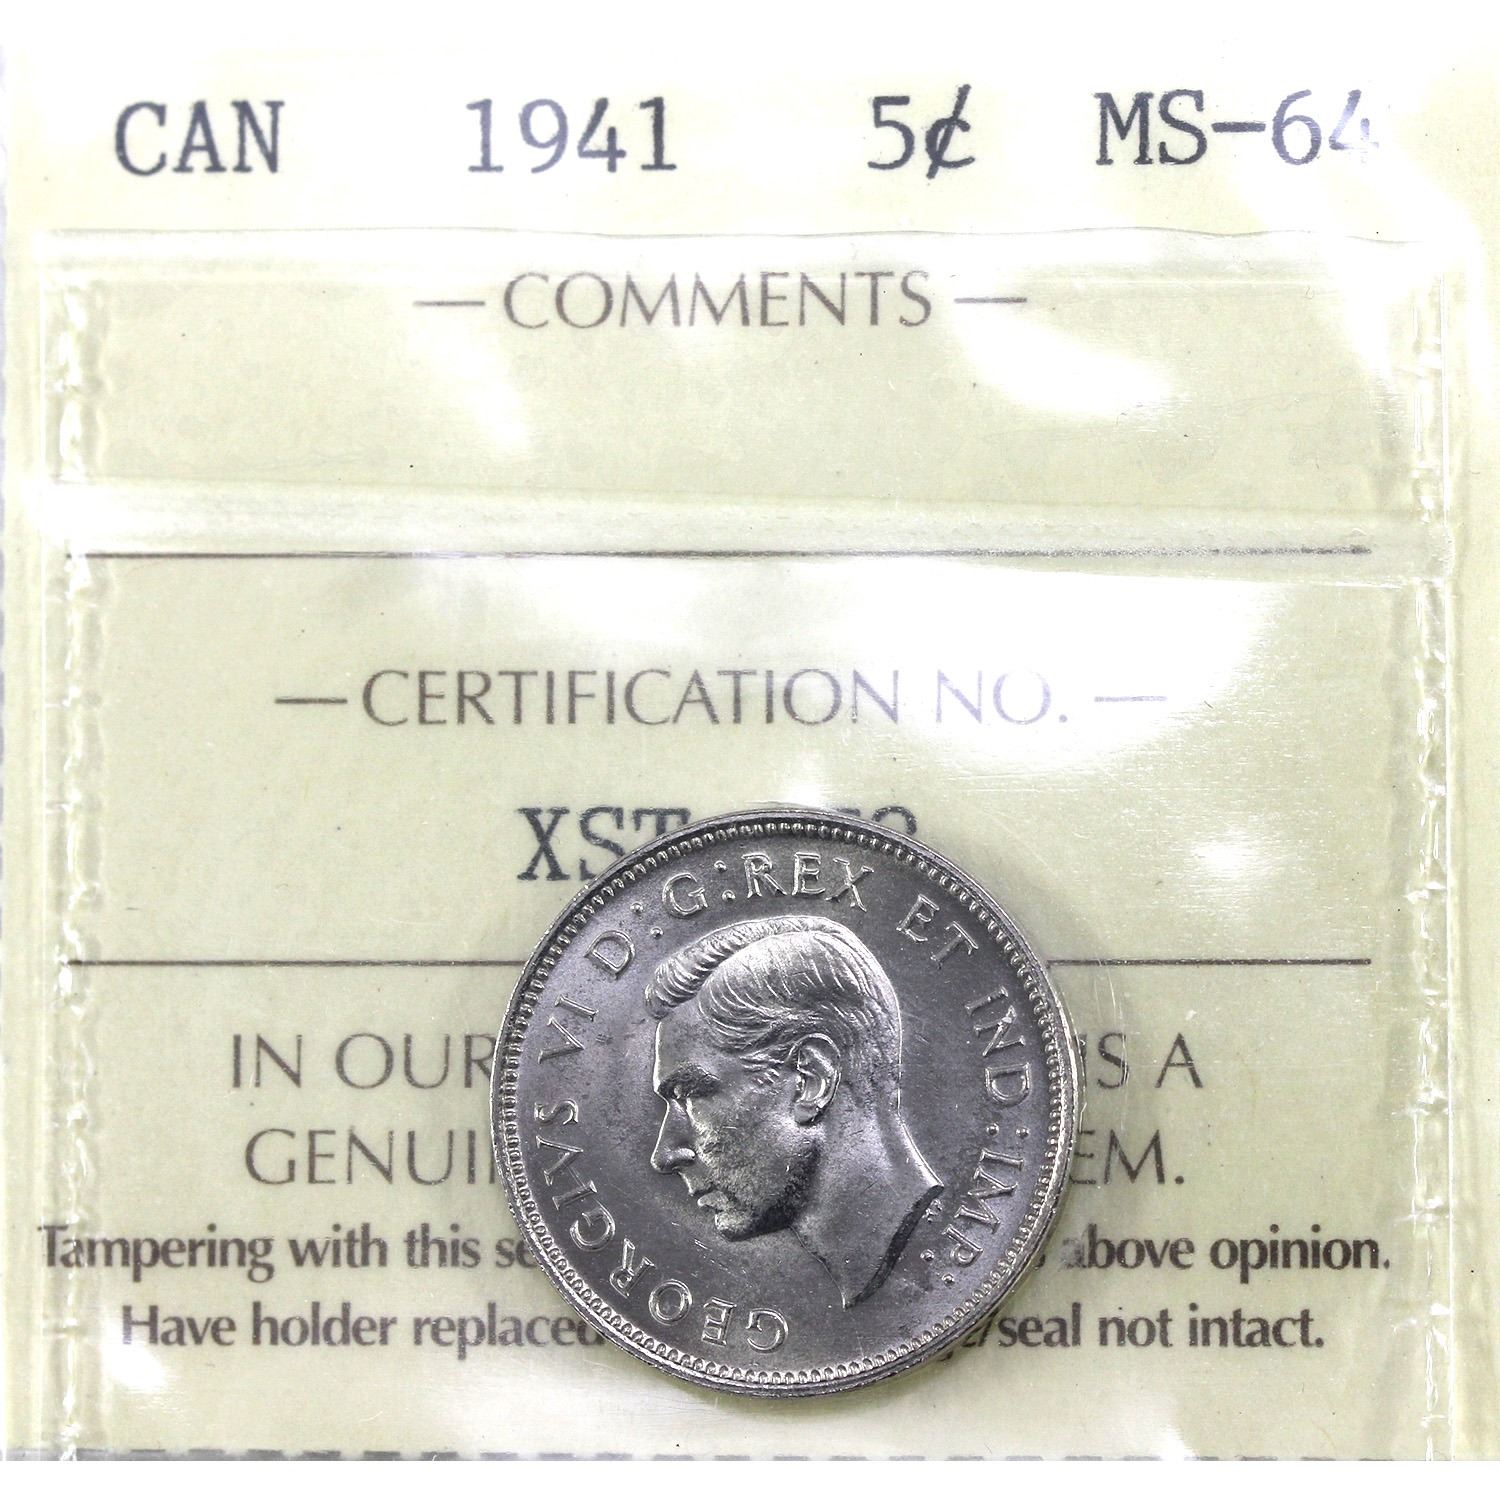 CAN 1941 5¢ MS-64
— COMMENTS —
— CERTIFICATION NO. —
GEORGIVS VI D:G:REX ET IND:IMP:
IN OUR IS A
GENUI EM.
Tampering with this se above opinion.
Have holder replaced /seal not intact.